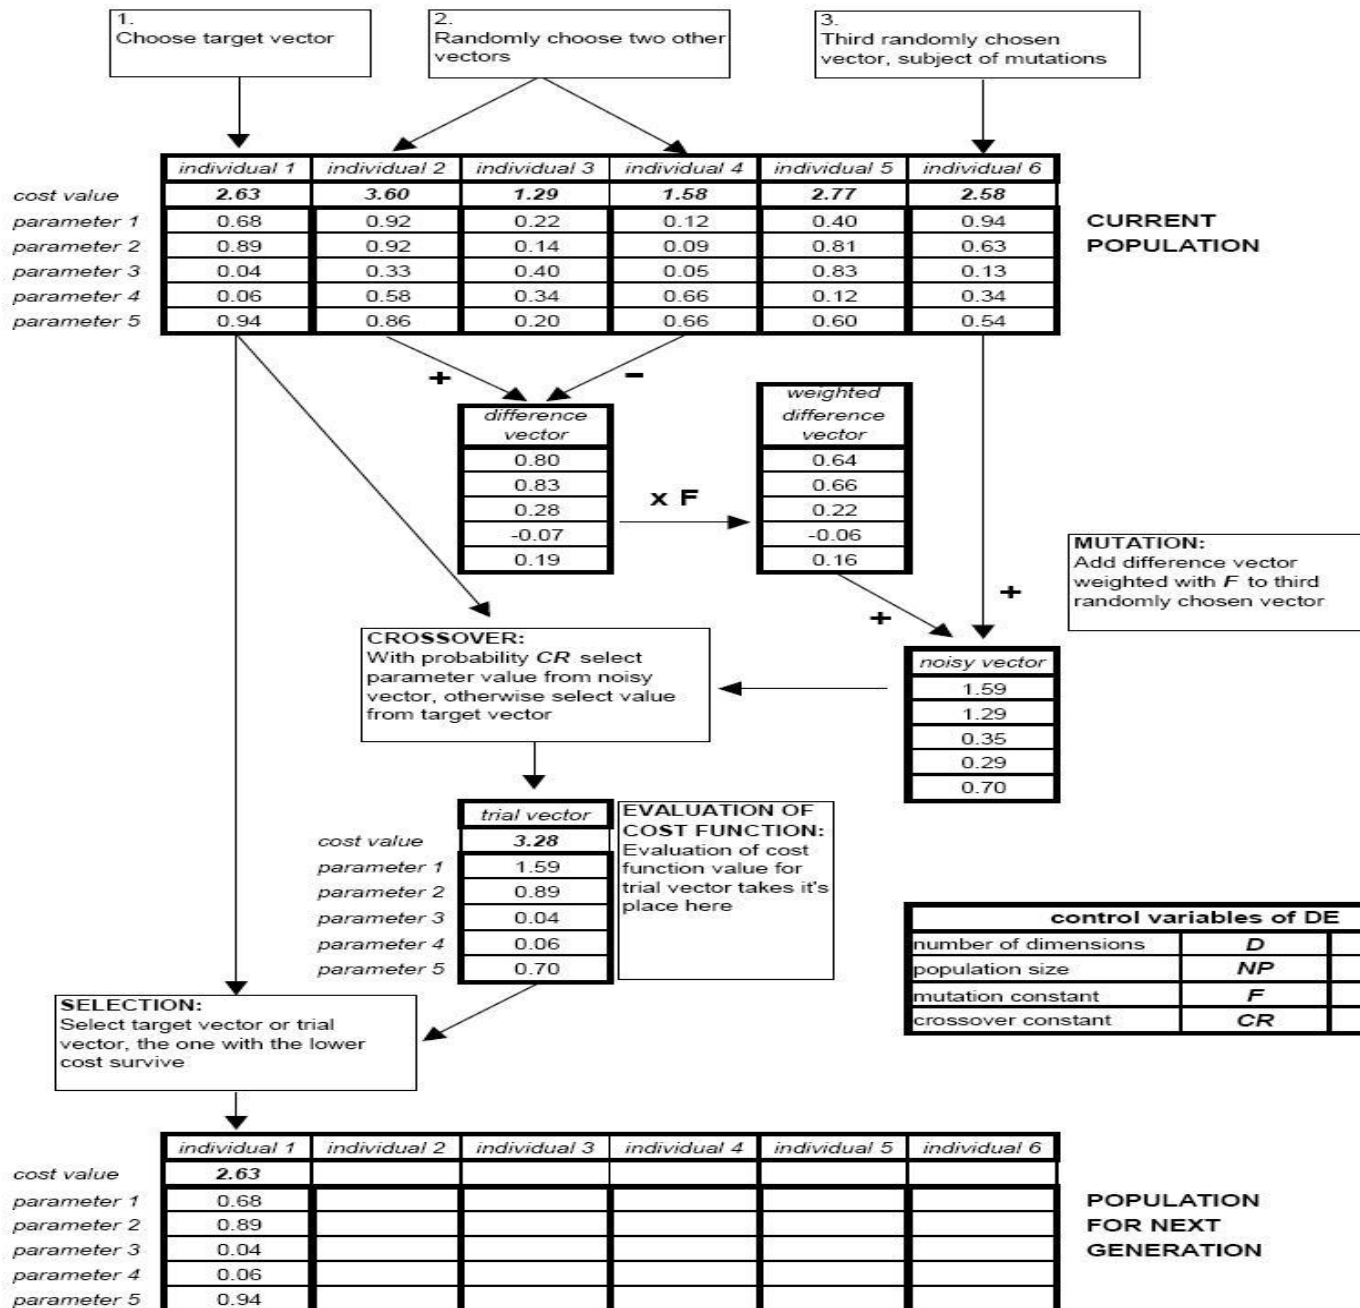 1.
Choose target vector
2.
Randomly choose two other
vectors
3.
Third randomly chosen
vector, subject of mutations
individual 1 individual 2 individual 3 individual 4 individual 5 individual 6
cost value 2.63 3.60 1.29 1.58 2.77 2.58
parameter 1 0.68 0.92 0.22 0.12 0.40 0.94
parameter 2 0.89 0.92 0.14 0.09 0.81 0.63
parameter 3 0.04 0.33 0.40 0.05 0.83 0.13
parameter 4 0.06 0.58 0.34 0.66 0.12 0.34
parameter 5 0.94 0.86 0.20 0.66 0.60 0.54
CURRENT
POPULATION
+ -
difference
vector
0.80
0.83
0.28
-0.07
0.19
x F
weighted
difference
vector
0.64
0.66
0.22
-0.06
0.16
+ +
MUTATION:
Add difference vector
weighted with F to third
randomly chosen vector
noisy vector
1.59
1.29
0.35
0.29
0.70
CROSSOVER:
With probability CR select
parameter value from noisy
vector, otherwise select value
from target vector
trial vector
cost value 3.28
parameter 1 1.59
parameter 2 0.89
parameter 3 0.04
parameter 4 0.06
parameter 5 0.70
EVALUATION OF
COST FUNCTION:
Evaluation of cost
function value for
trial vector takes it's
place here
control variables of DE
number of dimensions D
population size NP
mutation constant F
crossover constant CR
SELECTION:
Select target vector or trial
vector, the one with the lower
cost survive
individual 1 individual 2 individual 3 individual 4 individual 5 individual 6
cost value 2.63
parameter 1 0.68
parameter 2 0.89
parameter 3 0.04
parameter 4 0.06
parameter 5 0.94
POPULATION
FOR NEXT
GENERATION